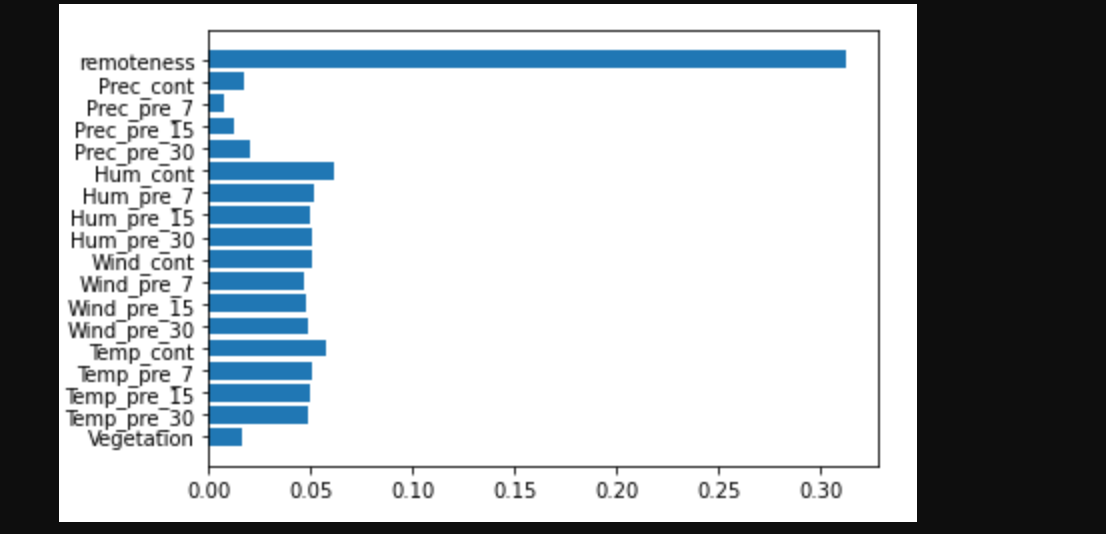 remoteness
Prec_cont
Prec_pre_7
Prec_pre_15
Prec_pre_30
Hum_cont
Hum_pre_7
Hum_pre_15
Hum_pre_30
Wind_cont
Wind_pre_7
Wind_pre_15
Wind_pre_30
Temp_cont
Temp_pre_7
Temp_pre_15
Temp_pre_30
Vegetation
0.00 0.05 0.10 0.15 0.20 0.25 0.30